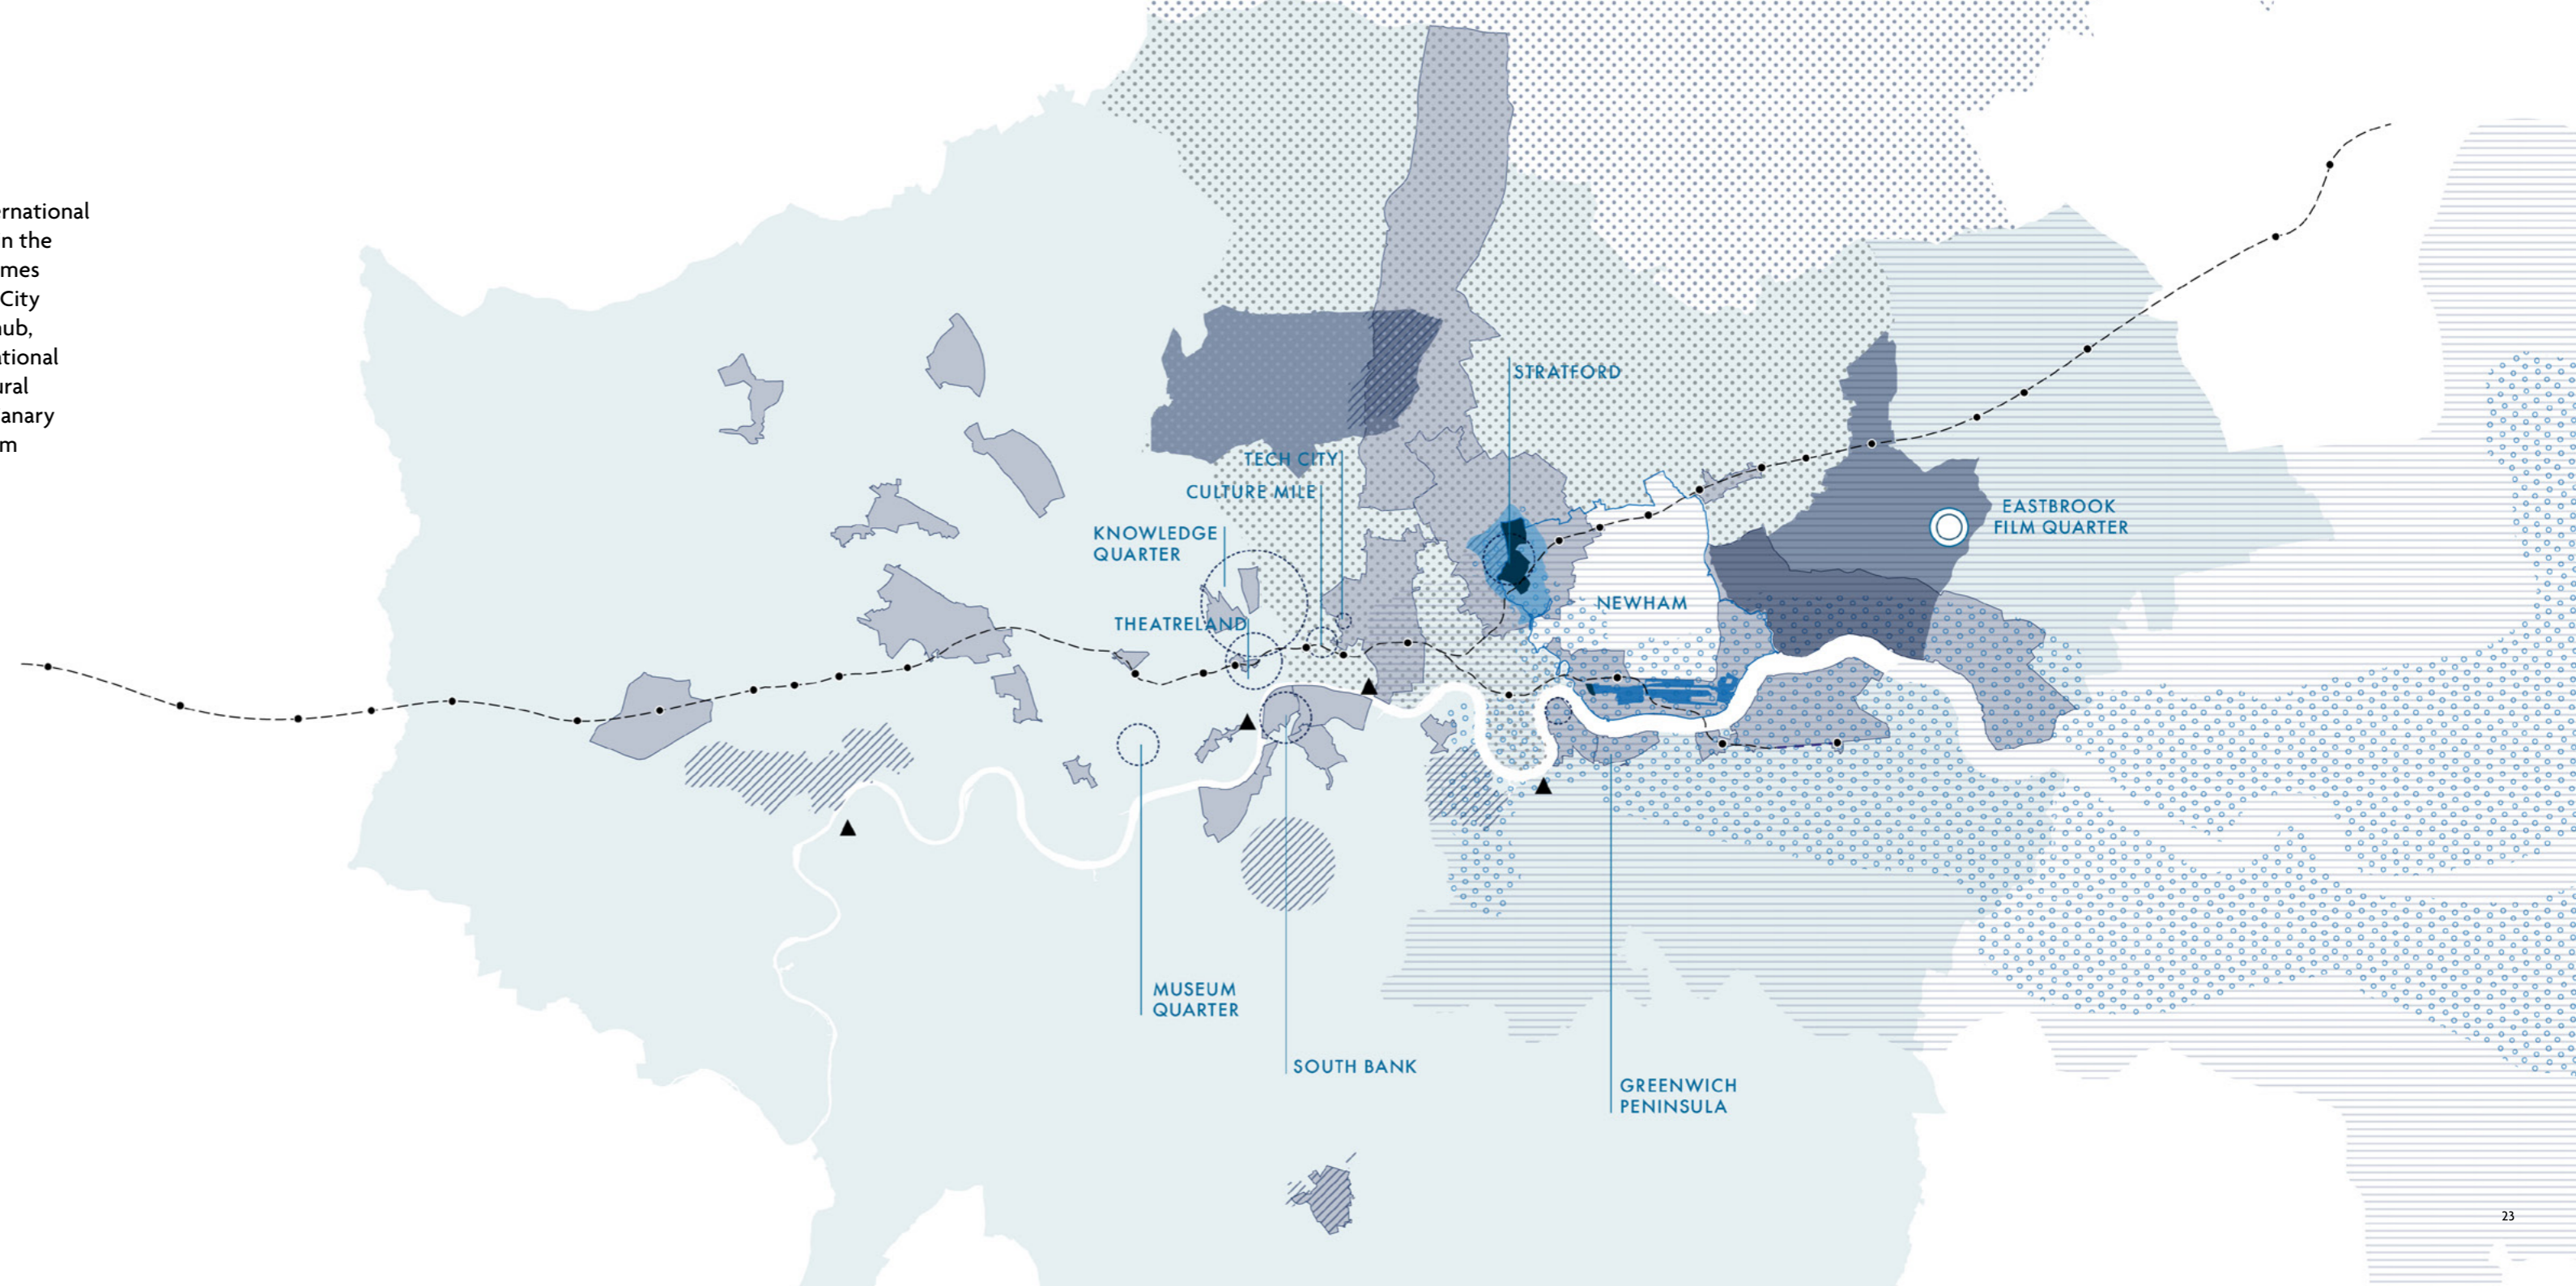 ernational
n the
mes
City
hub,
ational
ural
anary
m
STRATFORD
TECH CITY
CULTURE MILE
KNOWLEDGE
QUARTER
EASTBROOK
FILM QUARTER
NEWHAM
THEATRELAND
MUSEUM
QUARTER
SOUTH BANK
GREENWICH
PENINSULA
23